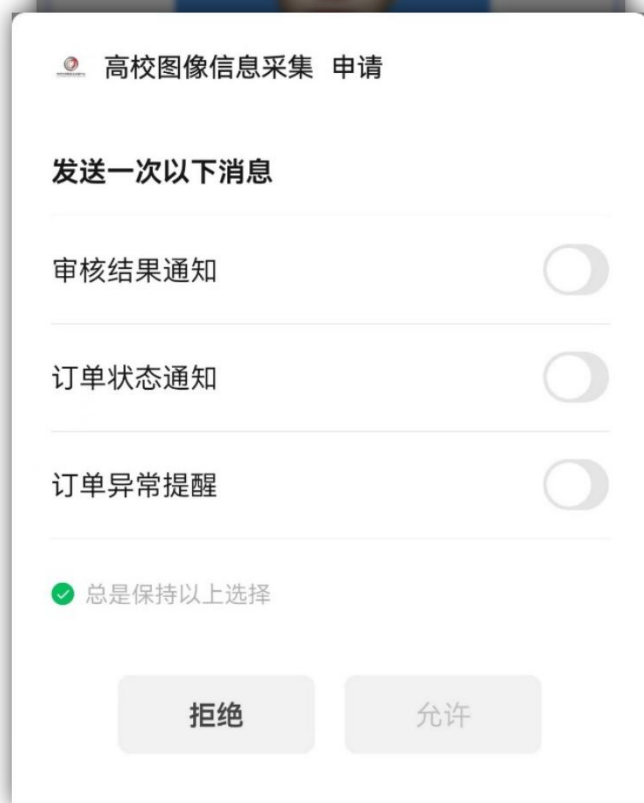 高校图像信息采集 申请
发送一次以下消息
审核结果通知
订单状态通知
订单异常提醒
总是保持以上选择
拒绝
允许